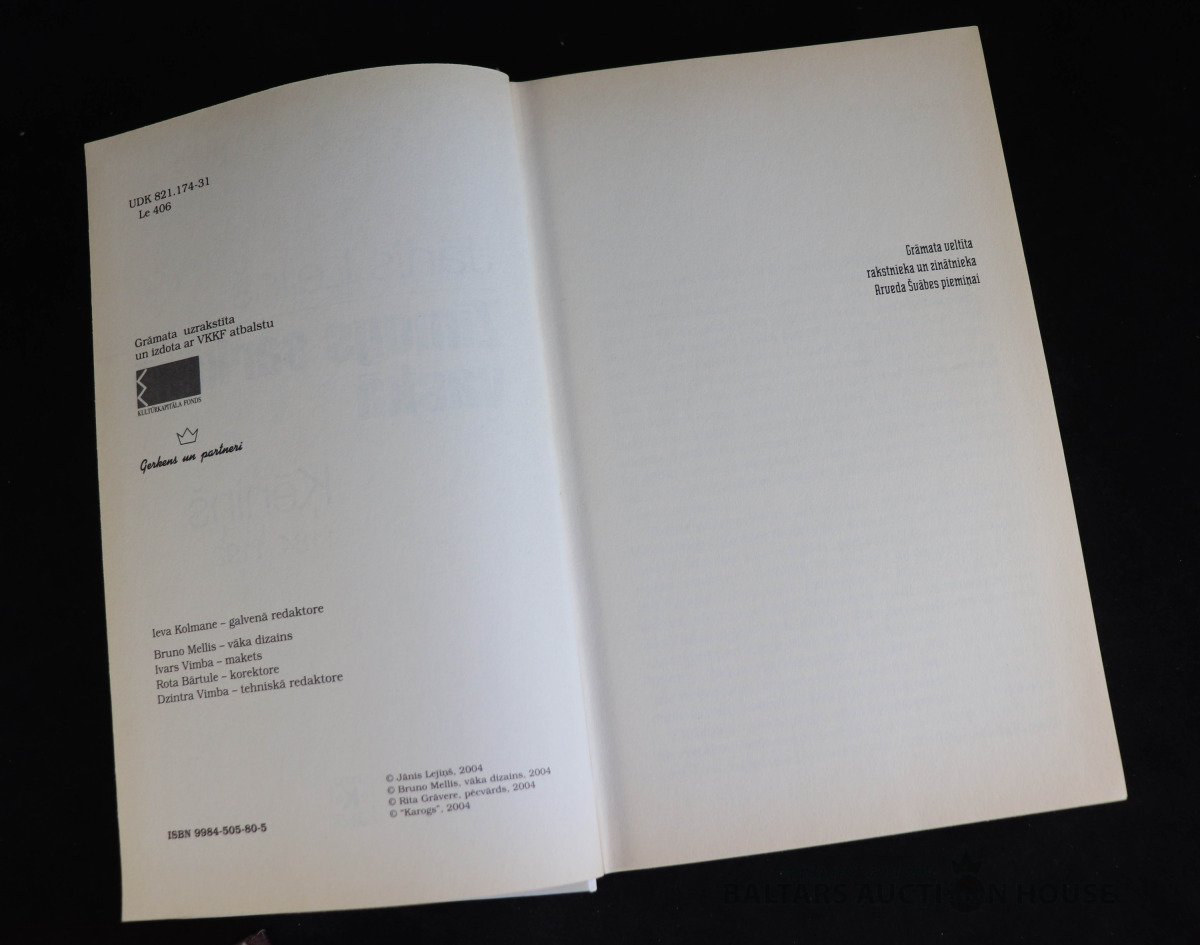 UDK 821.174-31
Le 406
Grāmata uzrakstīta
un izdota ar VKKF atbalstu
KULTŪRKAPITĀLA FONDS
Ģerkens un partneri
Ieva Kolmane – galvenā redaktore
Bruno Mellis – vāka dizains
Ivars Vimba – makets
Rota Bārtule – korektore
Dzintra Vimba – tehniskā redaktore
© Jānis Lejiņš, 2004
© Bruno Mellis, vāka dizains, 2004
© Rita Grāvere, pēcvārds, 2004
© "Karogs", 2004
ISBN 9984-505-80-5
Grāmata veltīta
rakstnieka un zinātnieka
Arveda Švābes piemiņai
BALTARS AUCTION HOUSE